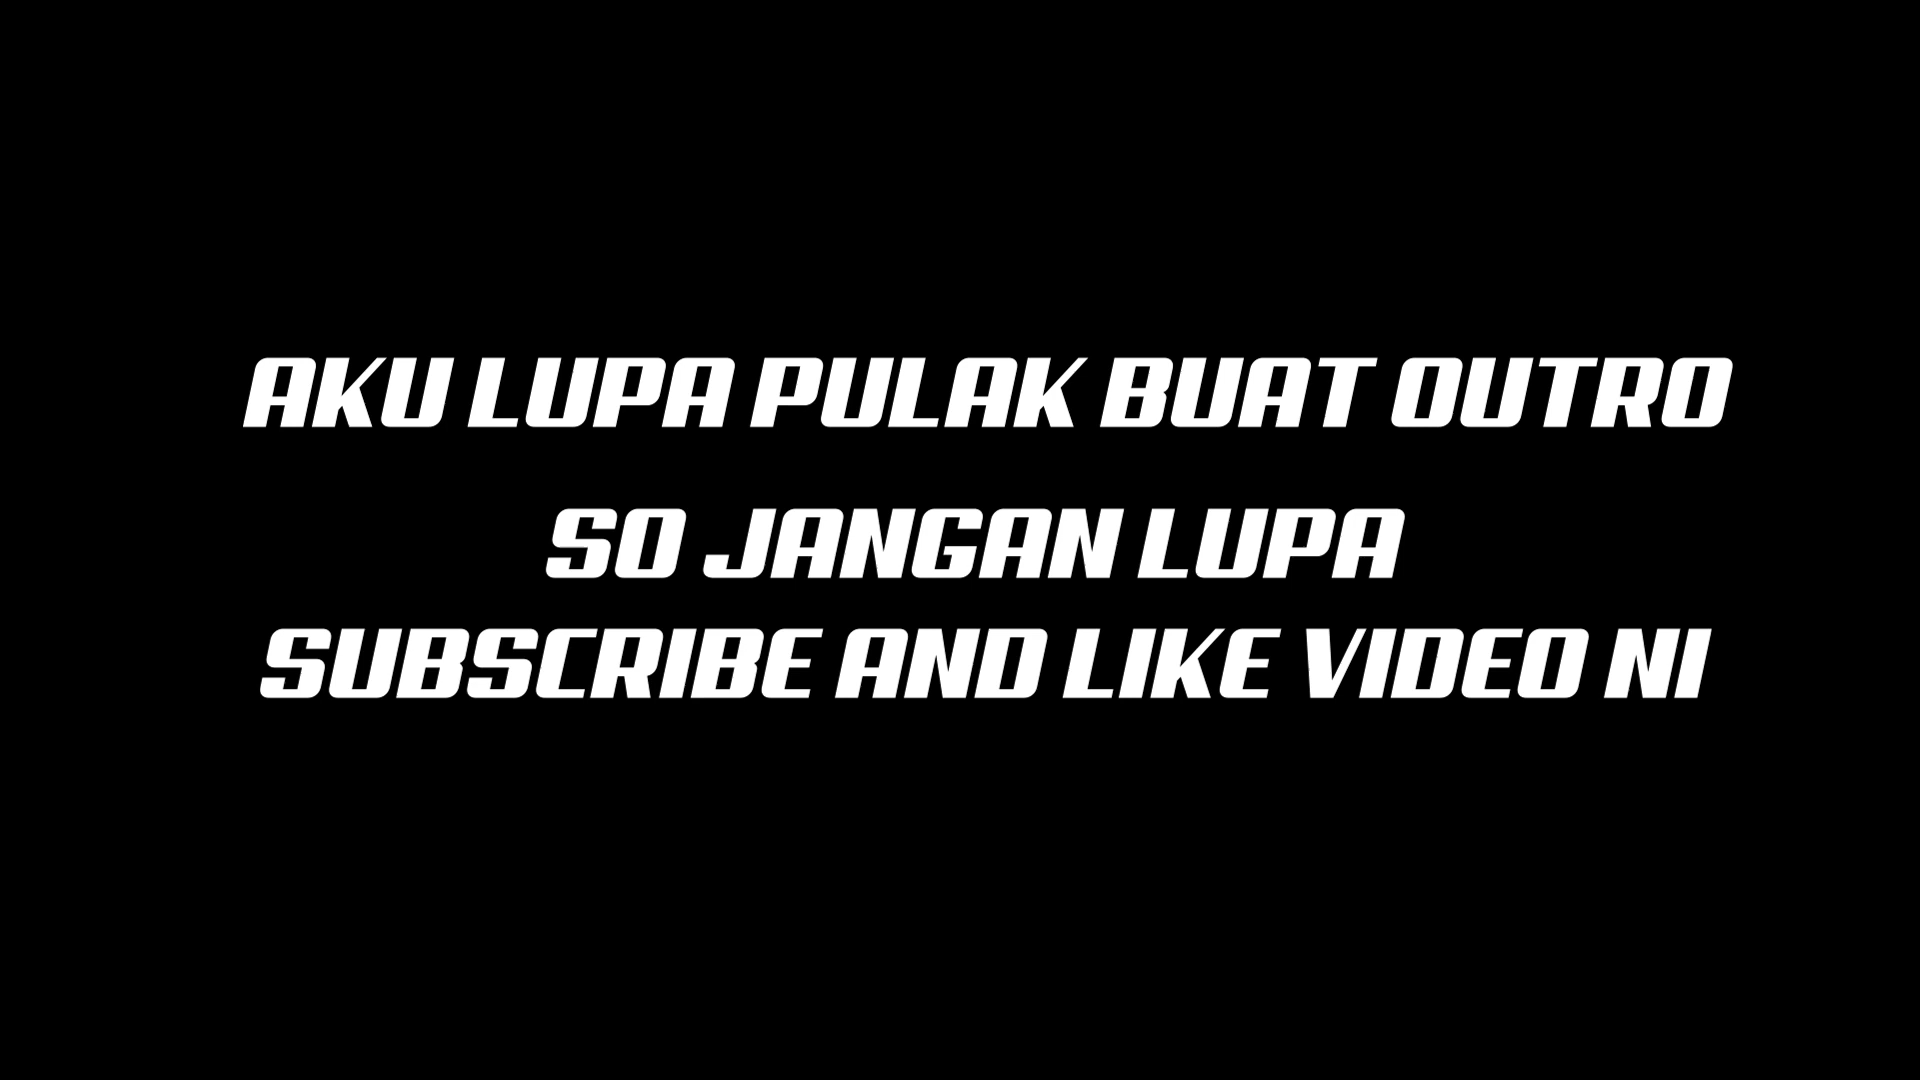 AKU LUPA PULAK BUAT OUTRO
SO JANGAN LUPA
SUBSCRIBE AND LIKE VIDEO NI